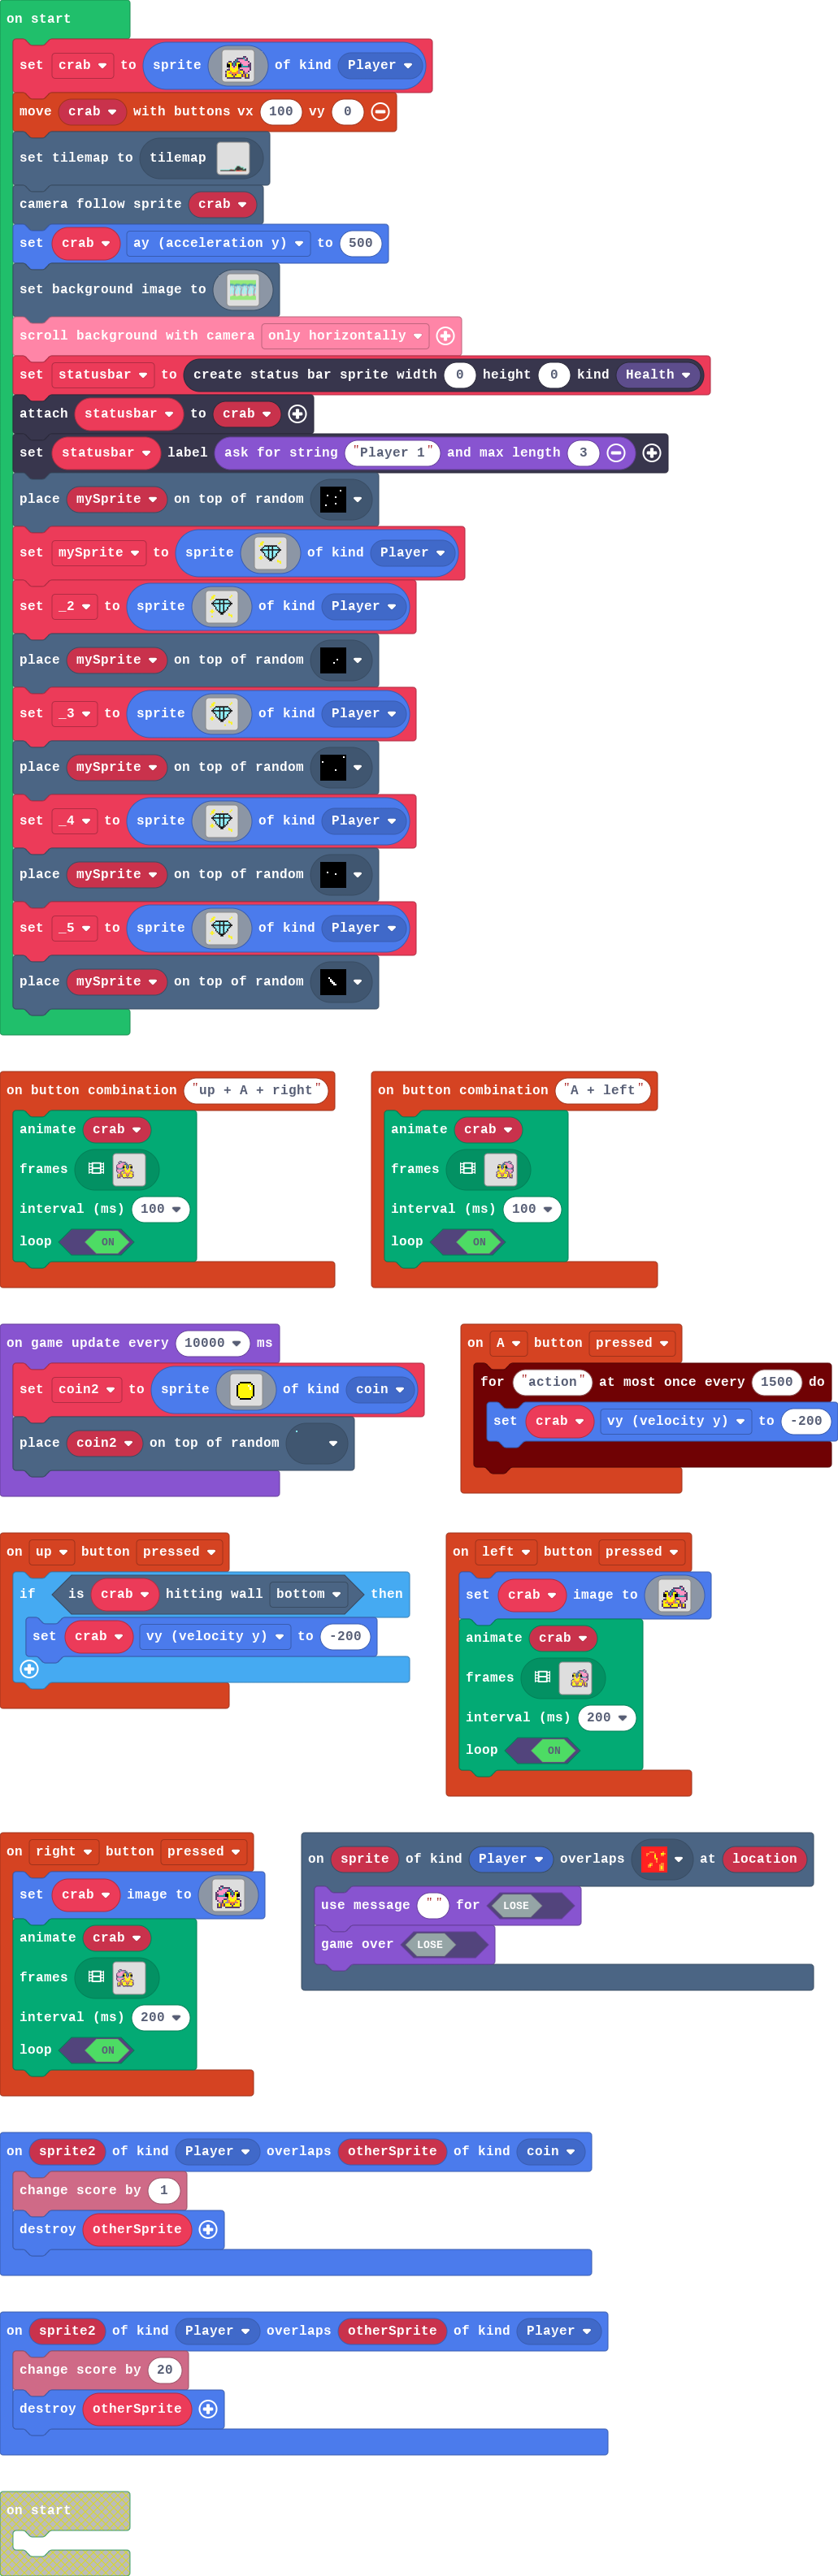 on start
set crab to sprite of kind Player
move crab with buttons vx 100 vy 0
set tilemap to tilemap
camera follow sprite crab
set crab ay (acceleration y) to 500
set background image to
scroll background with camera only horizontally
set statusbar to create status bar sprite width 0 height 0 kind Health
attach statusbar to crab
set statusbar label ask for string "Player 1" and max length 3
place mySprite on top of random
set mySprite to sprite of kind Player
set _2 to sprite of kind Player
place mySprite on top of random
set _3 to sprite of kind Player
place mySprite on top of random
set _4 to sprite of kind Player
place mySprite on top of random
set _5 to sprite of kind Player
place mySprite on top of random
on button combination "up + A + right"
animate crab
frames
interval (ms) 100
loop ON
on button combination "A + left"
animate crab
frames
interval (ms) 100
loop ON
on game update every 10000 ms
set coin2 to sprite of kind coin
place coin2 on top of random
on A button pressed
for "action" at most once every 1500 do
set crab vy (velocity y) to -200
on up button pressed
if is crab hitting wall bottom then
set crab vy (velocity y) to -200
on left button pressed
set crab image to
animate crab
frames
interval (ms) 200
loop ON
on right button pressed
set crab image to
animate crab
frames
interval (ms) 200
loop ON
on sprite of kind Player overlaps at location
use message "" for LOSE
game over LOSE
on sprite2 of kind Player overlaps otherSprite of kind coin
change score by 1
destroy otherSprite
on sprite2 of kind Player overlaps otherSprite of kind Player
change score by 20
destroy otherSprite
on start